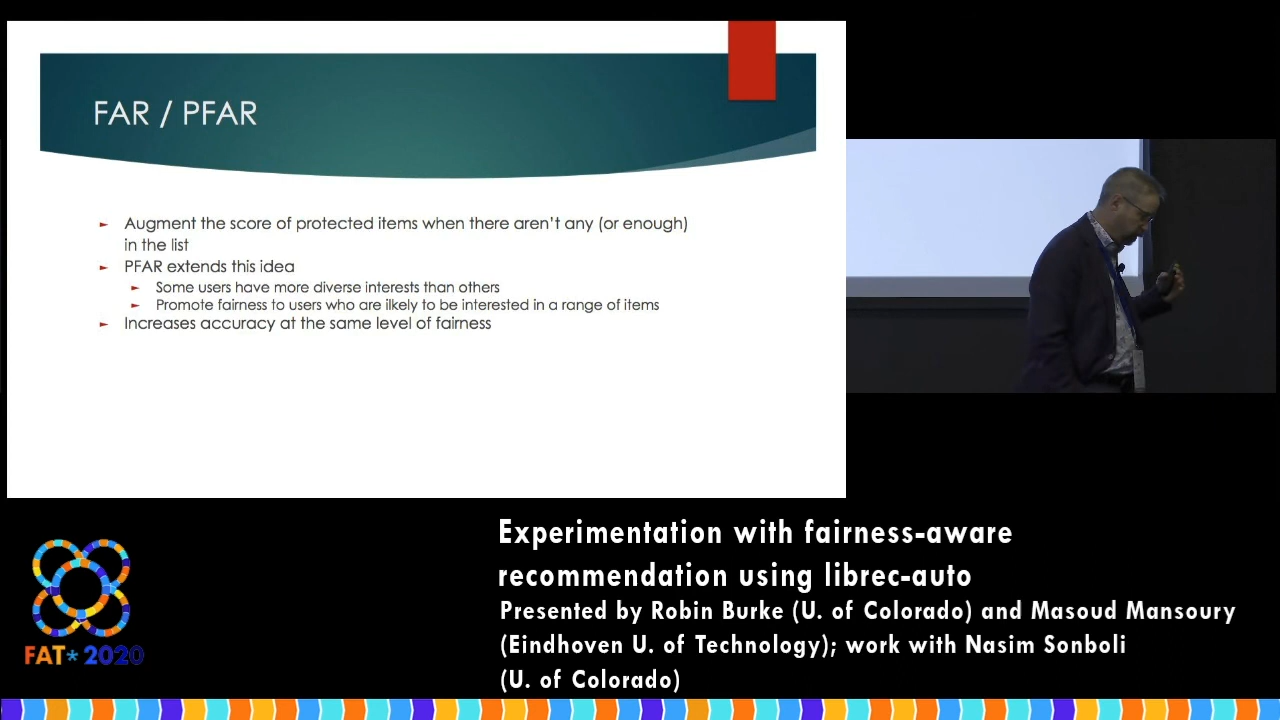 FAR / PFAR
Augment the score of protected items when there aren't any (or enough)
in the list
PFAR extends this idea
Some users have more diverse interests than others
Promote fairness to users who are likely to be interested in a range of items
Increases accuracy at the same level of fairness
Experimentation with fairness-aware
recommendation using librec-auto
Presented by Robin Burke (U. of Colorado) and Masoud Mansoury
(Eindhoven U. of Technology); work with Nasim Sonboli
(U. of Colorado)
FAT* 2020